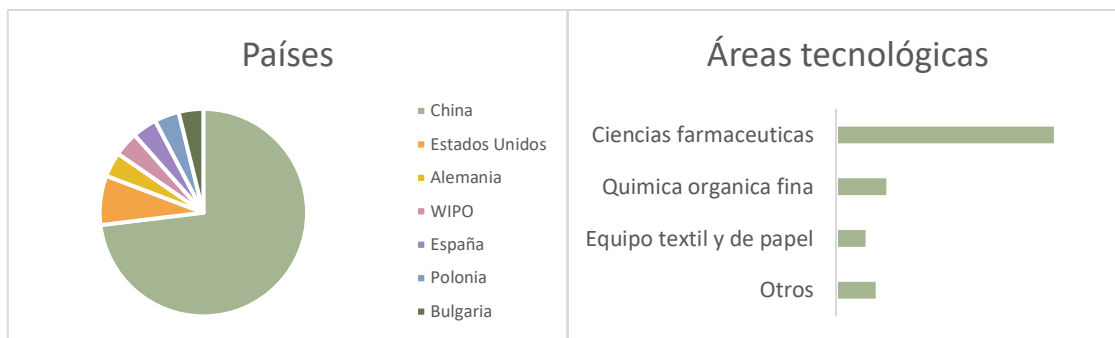 Países
China
Estados Unidos
Alemania
WIPO
España
Polonia
Bulgaria
Áreas tecnológicas
Ciencias farmaceuticas
Quimica organica fina
Equipo textil y de papel
Otros